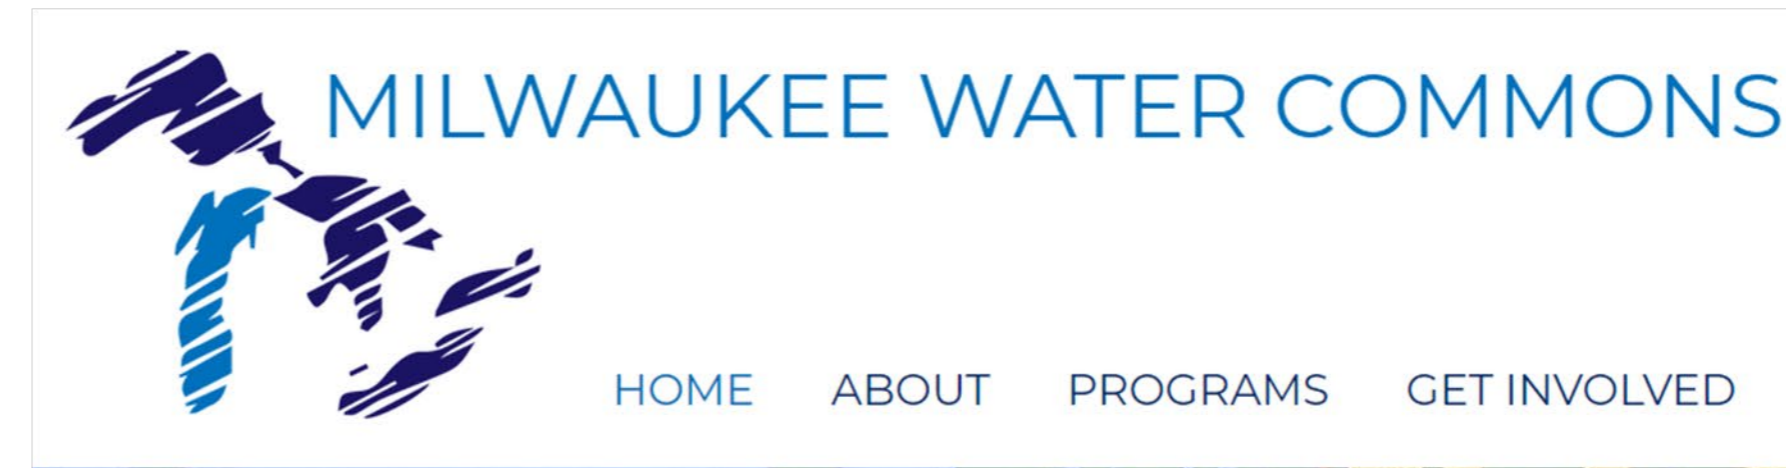 MILWAUKEE WATER COMMONS
HOME ABOUT PROGRAMS GET INVOLVED